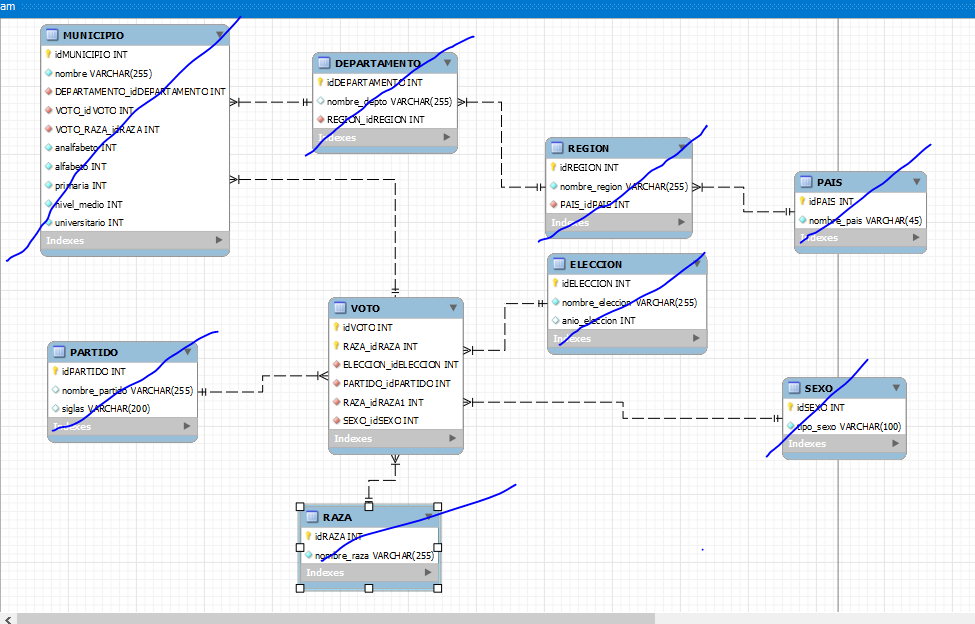 am
MUNICIPIO
idMUNICIPIO INT
nombre VARCHAR(255)
DEPARTAMENTO_idDEPARTAMENTO INT
VOTO_idVOTO INT
VOTO_RAZA_idRAZA INT
analfabeto INT
alfabeto INT
primaria INT
nivel_medio INT
universitario INT
Indexes
DEPARTAMENTO
idDEPARTAMENTO INT
nombre_depto VARCHAR(255)
REGION_idREGION INT
Indexes
REGION
idREGION INT
nombre_region VARCHAR(255)
PAIS_idPAIS INT
Indexes
PAIS
idPAIS INT
nombre_pais VARCHAR(45)
Indexes
ELECCION
idELECCION INT
nombre_eleccion VARCHAR(255)
anio_eleccion INT
Indexes
VOTO
idVOTO INT
RAZA_idRAZA INT
ELECCION_idELECCION INT
PARTIDO_idPARTIDO INT
RAZA_idRAZA1 INT
SEXO_idSEXO INT
Indexes
PARTIDO
idPARTIDO INT
nombre_partido VARCHAR(255)
siglas VARCHAR(200)
Indexes
SEXO
idSEXO INT
tipo_sexo VARCHAR(100)
Indexes
RAZA
idRAZA INT
nombre_raza VARCHAR(255)
Indexes